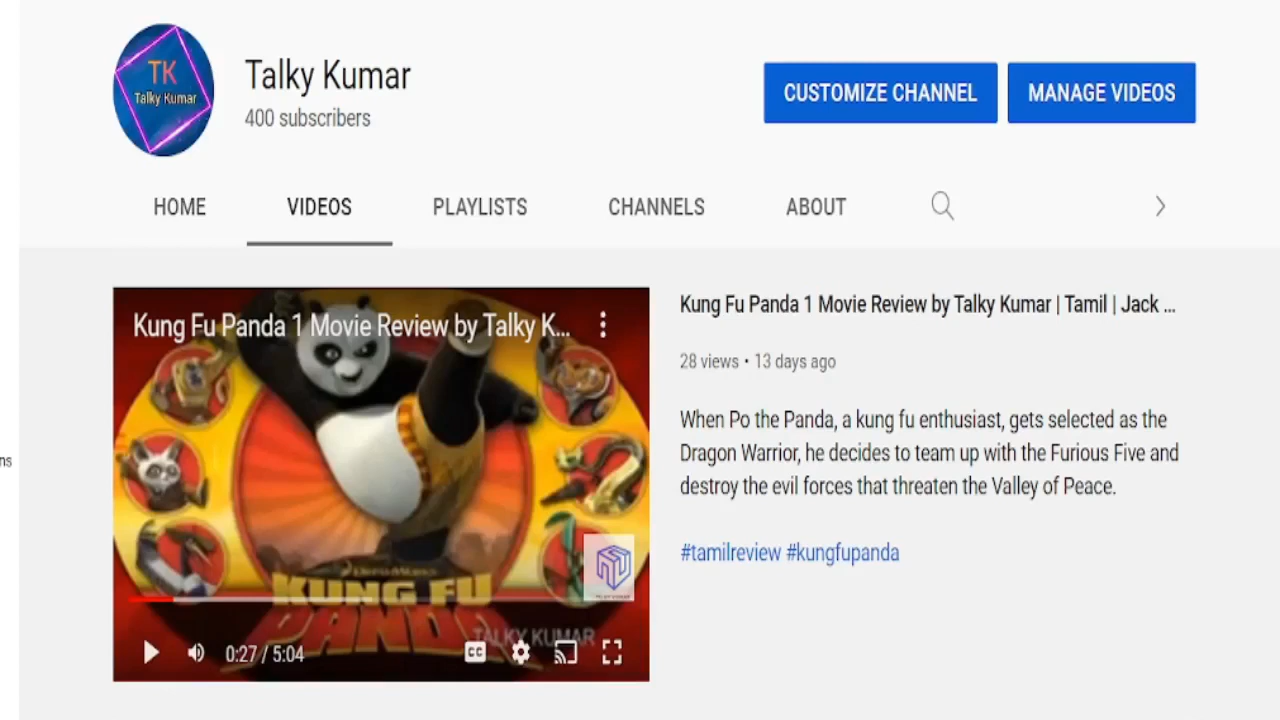 TK
Talky Kumar
Talky Kumar
400 subscribers
CUSTOMIZE CHANNEL
MANAGE VIDEOS
HOME
VIDEOS
PLAYLISTS
CHANNELS
ABOUT
ns
Kung Fu Panda 1 Movie Review by Talky K...
KUNG FU
PANDA
TALKY KUMAR
0:27 / 5:04
CC
Kung Fu Panda 1 Movie Review by Talky Kumar | Tamil | Jack ...
28 views • 13 days ago
When Po the Panda, a kung fu enthusiast, gets selected as the
Dragon Warrior, he decides to team up with the Furious Five and
destroy the evil forces that threaten the Valley of Peace.
#tamilreview #kungfupanda